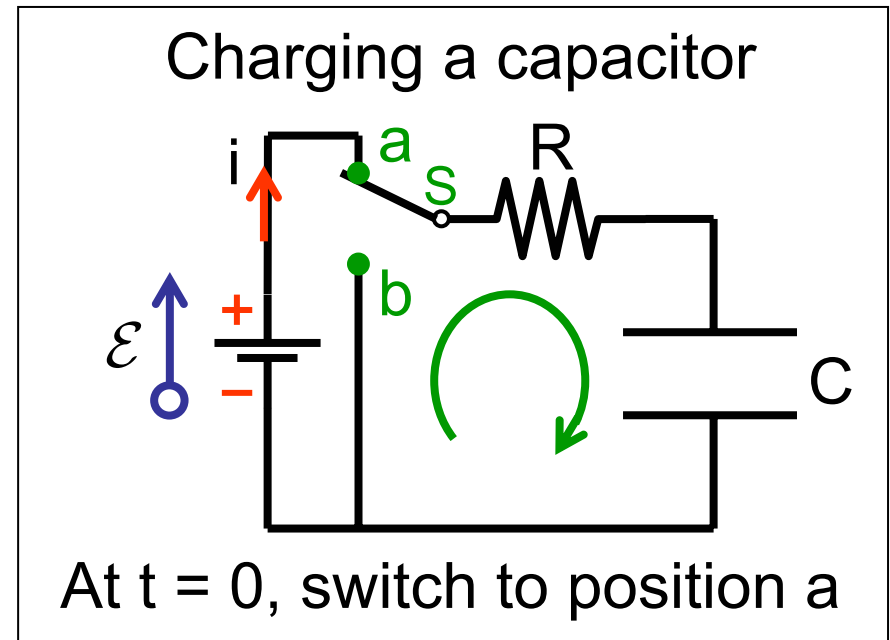 Charging a capacitor
a
R
i
S
+
b
ℰ
C
−
At t = 0, switch to position a